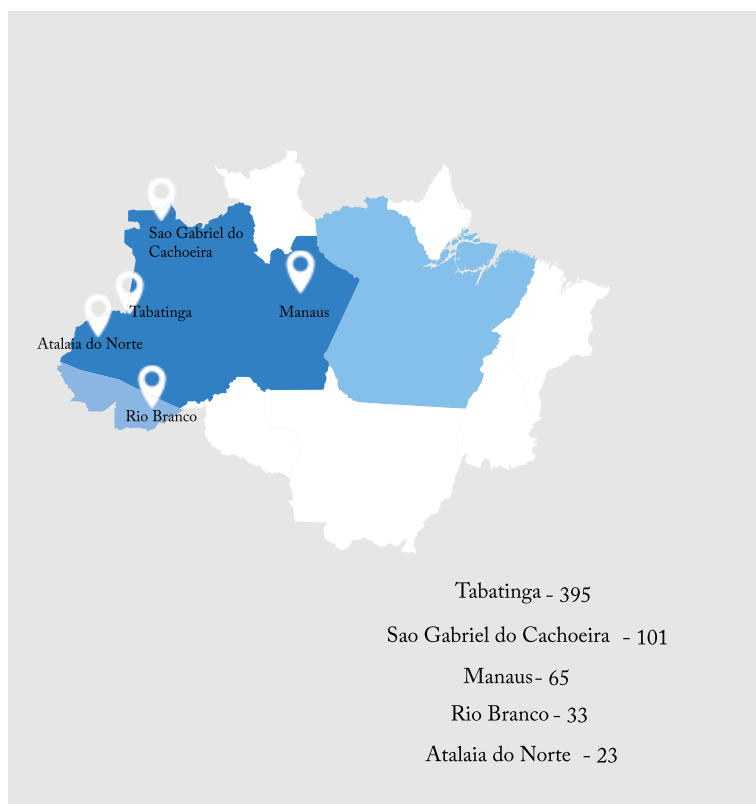 Sao Gabriel do
Cachoeira
Tabatinga
Manaus
Atalaia do Norte
Rio Branco
Tabatinga - 395
Sao Gabriel do Cachoeira - 101
Manaus - 65
Rio Branco - 33
Atalaia do Norte - 23